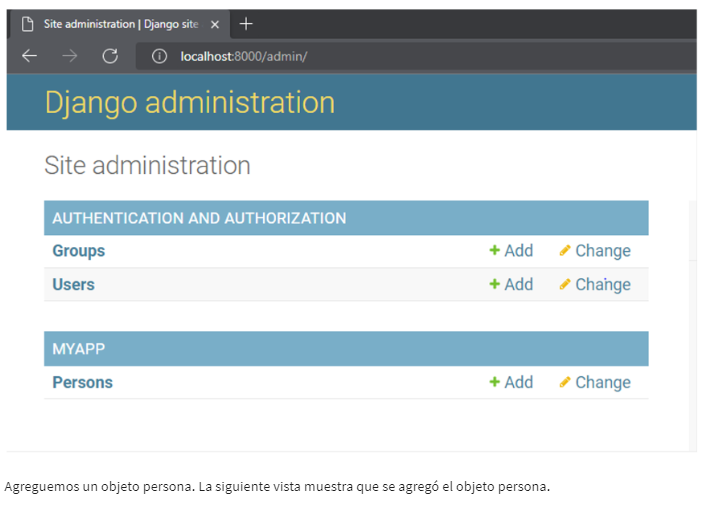 Site administration | Django site
localhost:8000/admin/
Django administration
Site administration
AUTHENTICATION AND AUTHORIZATION
Groups + Add Change
Users + Add Change
MYAPP
Persons + Add Change
Agreguemos un objeto persona. La siguiente vista muestra que se agregó el objeto persona.